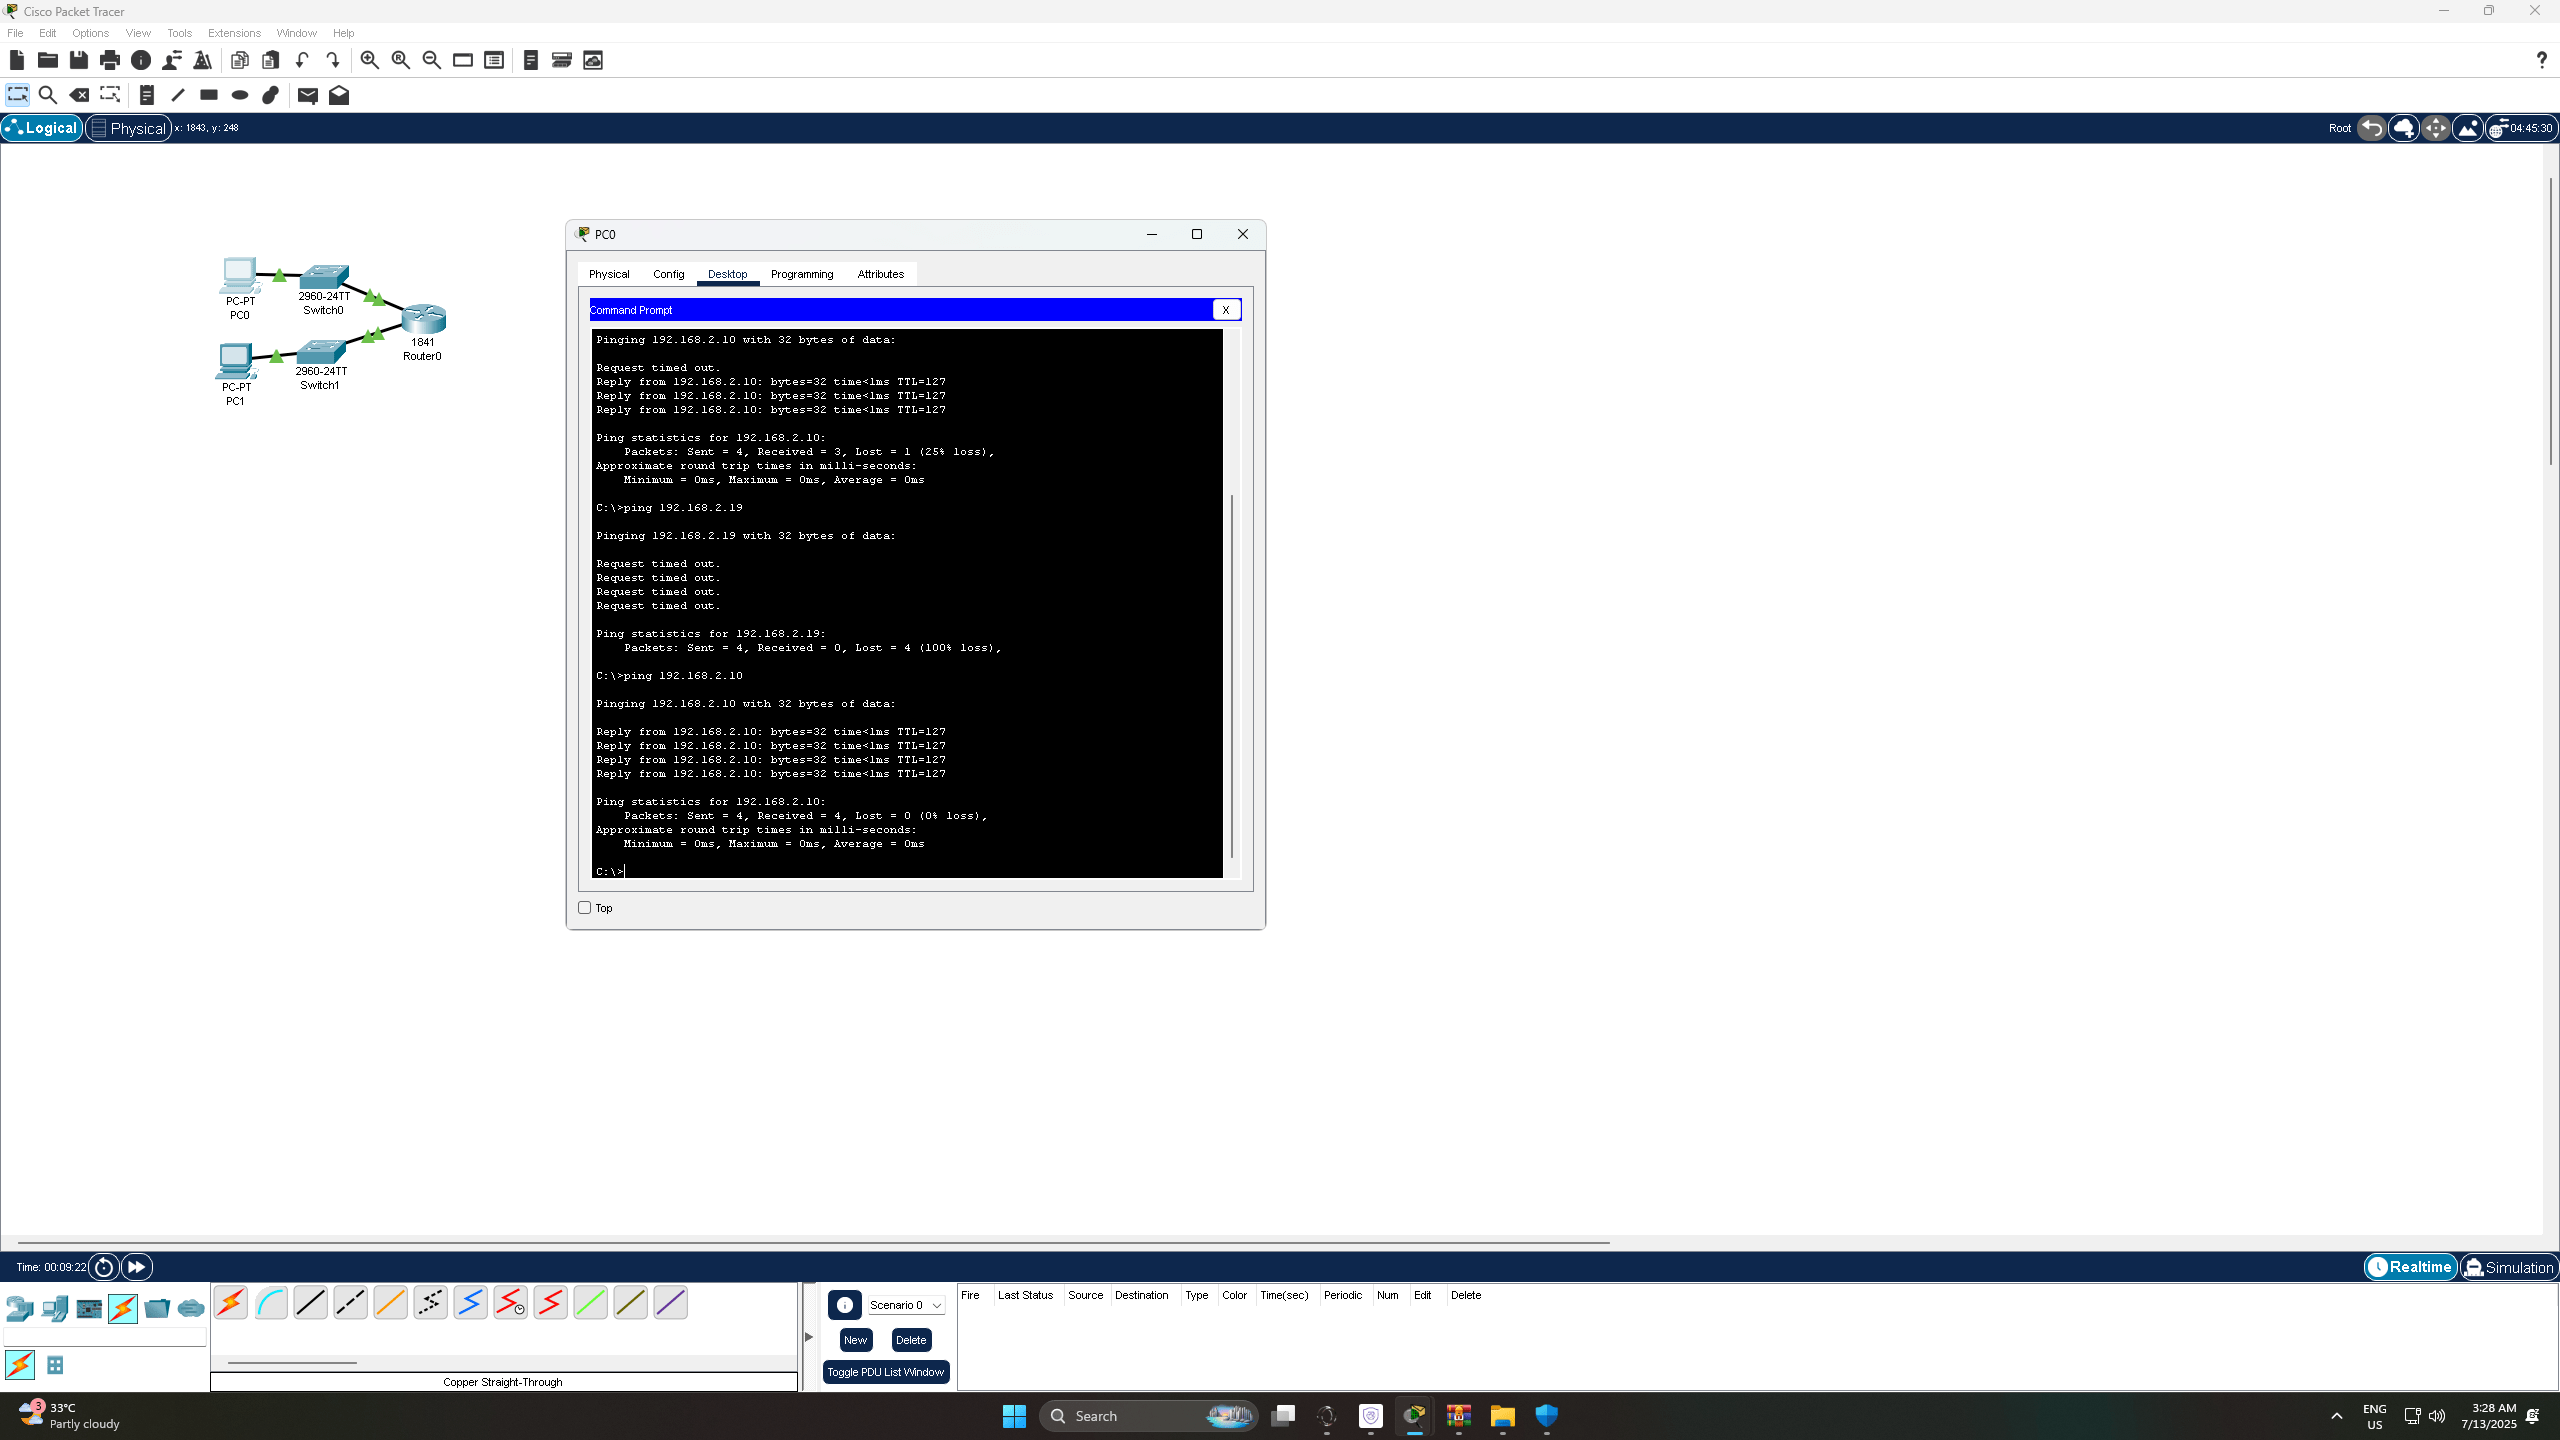 Cisco Packet Tracer
File Edit Options View Tools Extensions Window Help
?
Logical Physical x: 1843, y: 248 Root 04:45:30
PC-PT
PC0
2960-24TT
Switch0
1841
Router0
PC-PT
PC1
2960-24TT
Switch1
PC0
Physical Config Desktop Programming Attributes
Command Prompt X
Pinging 192.168.2.10 with 32 bytes of data:
Request timed out.
Reply from 192.168.2.10: bytes=32 time<1ms TTL=127
Reply from 192.168.2.10: bytes=32 time<1ms TTL=127
Reply from 192.168.2.10: bytes=32 time<1ms TTL=127
Ping statistics for 192.168.2.10:
Packets: Sent = 4, Received = 3, Lost = 1 (25% loss),
Approximate round trip times in milli-seconds:
Minimum = 0ms, Maximum = 0ms, Average = 0ms
C:\>ping 192.168.2.19
Pinging 192.168.2.19 with 32 bytes of data:
Request timed out.
Request timed out.
Request timed out.
Request timed out.
Ping statistics for 192.168.2.19:
Packets: Sent = 4, Received = 0, Lost = 4 (100% loss),
C:\>ping 192.168.2.10
Pinging 192.168.2.10 with 32 bytes of data:
Reply from 192.168.2.10: bytes=32 time<1ms TTL=127
Reply from 192.168.2.10: bytes=32 time<1ms TTL=127
Reply from 192.168.2.10: bytes=32 time<1ms TTL=127
Reply from 192.168.2.10: bytes=32 time<1ms TTL=127
Ping statistics for 192.168.2.10:
Packets: Sent = 4, Received = 4, Lost = 0 (0% loss),
Approximate round trip times in milli-seconds:
Minimum = 0ms, Maximum = 0ms, Average = 0ms
C:\>
Top
Time: 00:09:22 Realtime Simulation
Scenario 0
New Delete
Toggle PDU List Window
Fire Last Status Source Destination Type Color Time(sec) Periodic Num Edit Delete
Copper Straight-Through
3
33°C
Partly cloudy
Search
ENG
US
3:28 AM
7/13/2025